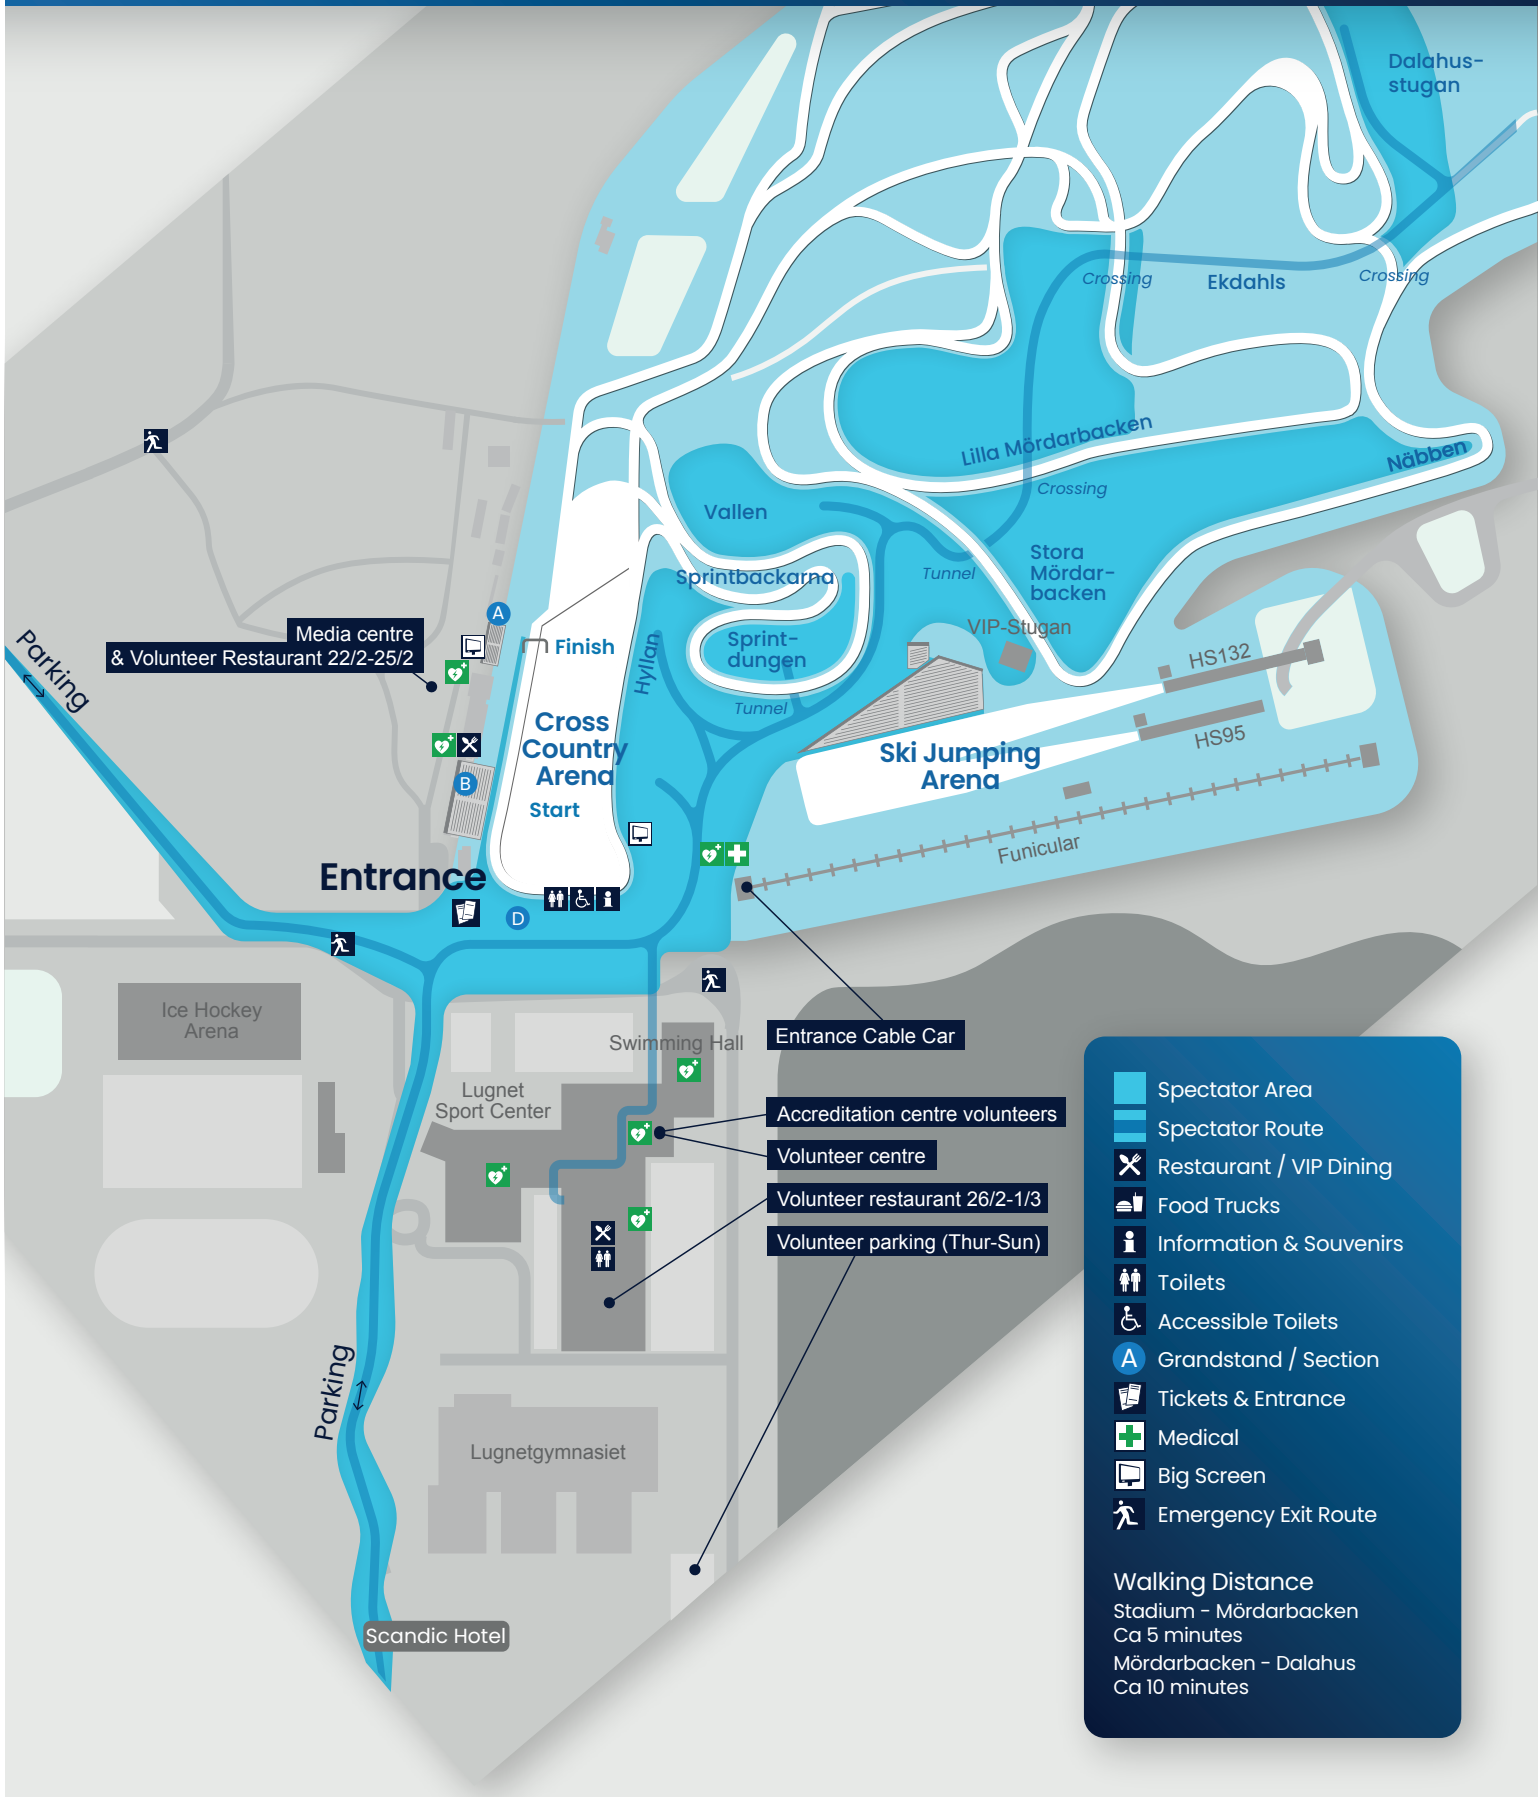 Dalahus-
stugan
Crossing
Ekdahls
Crossing
Lilla Mördarbacken
Näbben
Crossing
Vallen
Stora
Mördar-
backen
Tunnel
Sprintbackarna
VIP-Stugan
Sprint-
dungen
Hyllan
Tunnel
HS132
HS95
Funicular
Ski Jumping
Arena
A
Finish
Media centre
& Volunteer Restaurant 22/2-25/2
Parking
Cross
Country
Arena
Start
B
Entrance
D
Ice Hockey
Arena
Swimming Hall
Entrance Cable Car
Lugnet
Sport Center
Accreditation centre volunteers
Volunteer centre
Volunteer restaurant 26/2-1/3
Volunteer parking (Thur-Sun)
Parking
Lugnetgymnasiet
Scandic Hotel
Spectator Area
Spectator Route
Restaurant / VIP Dining
Food Trucks
Information & Souvenirs
Toilets
Accessible Toilets
A Grandstand / Section
Tickets & Entrance
Medical
Big Screen
Emergency Exit Route
Walking Distance
Stadium - Mördarbacken
Ca 5 minutes
Mördarbacken - Dalahus
Ca 10 minutes